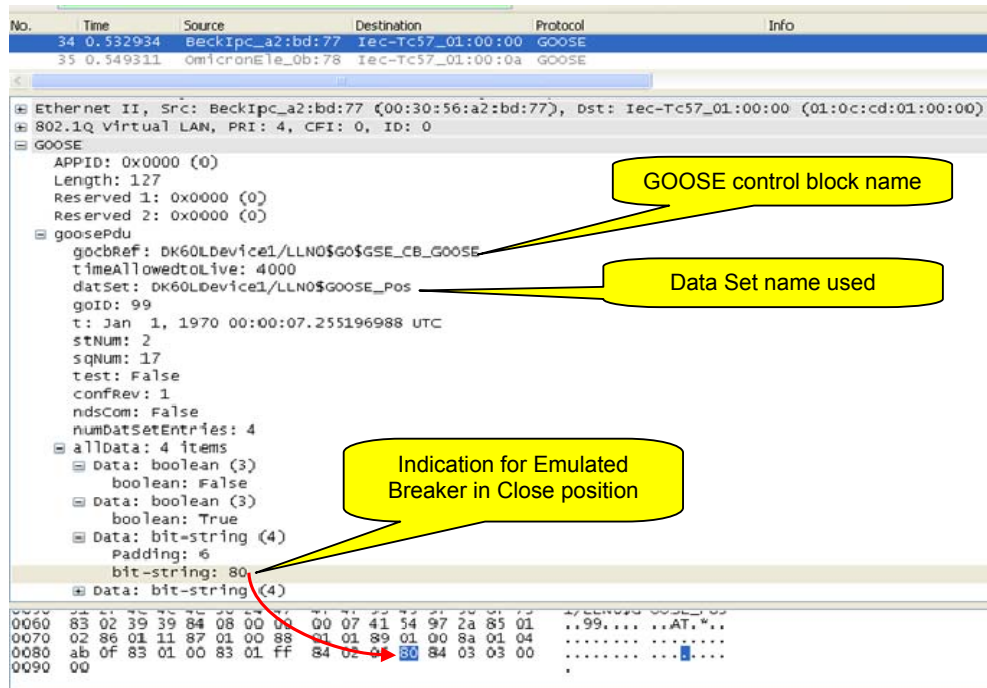 No. Time Source Destination Protocol Info
34 0.532934 BeckIpc_a2:bd:77 Iec-Tc57_01:00:00 GOOSE
35 0.549311 OmicronEle_0b:78 Iec-Tc57_01:00:0a GOOSE
Ethernet II, Src: BeckIpc_a2:bd:77 (00:30:56:a2:bd:77), Dst: Iec-Tc57_01:00:00 (01:0c:cd:01:00:00)
802.1Q Virtual LAN, PRI: 4, CFI: 0, ID: 0
GOOSE
APPID: 0x0000 (0)
Length: 127
Reserved 1: 0x0000 (0)
Reserved 2: 0x0000 (0)
goosePdu
gocbRef: DK60LDevice1/LLN0$GO$GSE_CB_GOOSE
timeAllowedtoLive: 4000
datSet: DK60LDevice1/LLN0$GOOSE_Pos
goID: 99
t: Jan 1, 1970 00:00:07.255196988 UTC
stNum: 2
sqNum: 17
test: False
confRev: 1
ndsCom: False
numDatSetEntries: 4
allData: 4 items
Data: boolean (3)
boolean: False
Data: boolean (3)
boolean: True
Data: bit-string (4)
Padding: 6
bit-string: 80
Data: bit-string (4)
GOOSE control block name
Data Set name used
Indication for Emulated
Breaker in Close position
0060 83 02 39 39 84 08 00 00 00 07 41 54 97 2a 85 01 ..99.... ..AT.*..
0070 02 86 01 11 87 01 00 88 01 01 89 01 00 8a 01 04 ........ ........
0080 ab 0f 83 01 00 83 01 ff 84 02 80 84 03 03 00
0090 00 .